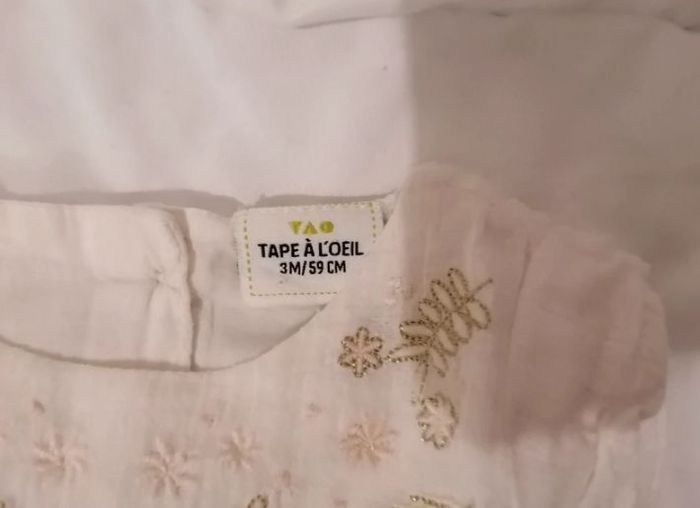 TAO
TAPE À L'OEIL
3M/59 CM